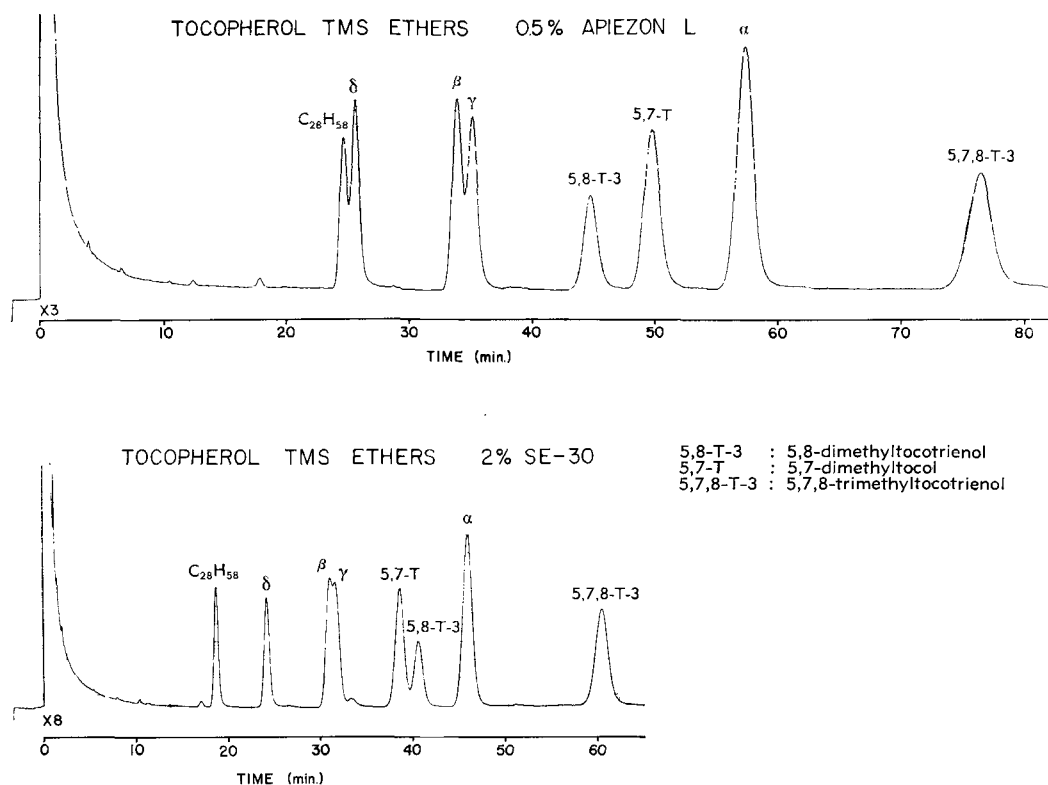 TOCOPHEROL TMS ETHERS 0.5% APIEZON L
α
δ
β
γ
C₂₈H₅₈
5,7-T
5,8-T-3
5,7,8-T-3
X3
0 10 20 30 40 50 60 70 80
TIME (min.)
TOCOPHEROL TMS ETHERS 2% SE-30
5,8-T-3 : 5,8-dimethyltocotrienol
5,7-T : 5,7-dimethyltocol
5,7,8-T-3 : 5,7,8-trimethyltocotrienol
α
C₂₈H₅₈
δ
β
γ
5,7-T
5,8-T-3
5,7,8-T-3
X8
0 10 20 30 40 50 60
TIME (min.)